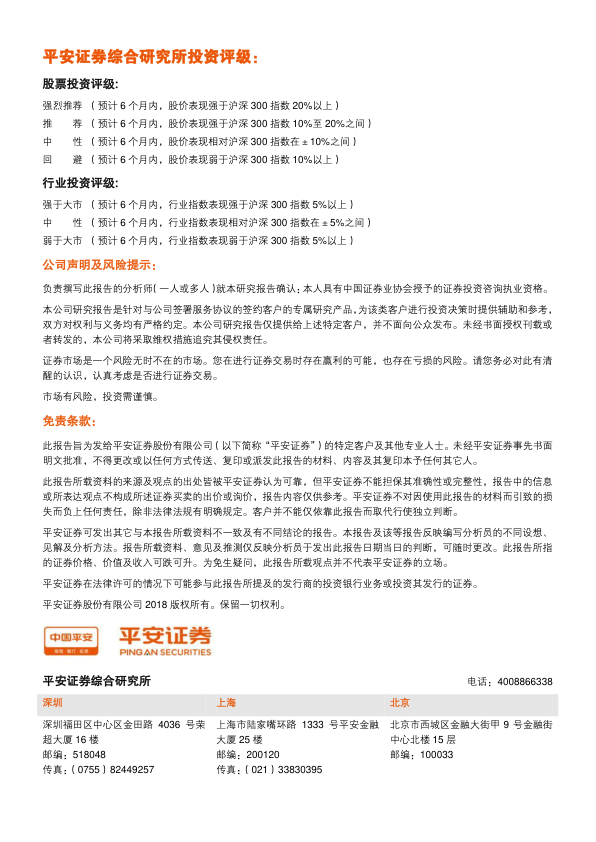 平安证券综合研究所投资评级：
股票投资评级:
强烈推荐 （预计 6 个月内，股价表现强于沪深 300 指数 20%以上）
推 荐 （预计 6 个月内，股价表现强于沪深 300 指数 10%至 20%之间）
中 性 （预计 6 个月内，股价表现相对沪深 300 指数在±10%之间）
回 避 （预计 6 个月内，股价表现弱于沪深 300 指数 10%以上）
行业投资评级:
强于大市 （预计 6 个月内，行业指数表现强于沪深 300 指数 5%以上）
中 性 （预计 6 个月内，行业指数表现相对沪深 300 指数在±5%之间）
弱于大市 （预计 6 个月内，行业指数表现弱于沪深 300 指数 5%以上）
公司声明及风险提示：
负责撰写此报告的分析师（一人或多人）就本研究报告确认：本人具有中国证券业协会授予的证券投资咨询执业资格。
本公司研究报告是针对与公司签署服务协议的签约客户的专属研究产品，为该类客户进行投资决策时提供辅助和参考，
双方对权利与义务均有严格约定。本公司研究报告仅提供给上述特定客户，并不面向公众发布。未经书面授权刊载或
者转发的，本公司将采取维权措施追究其侵权责任。
证券市场是一个风险无时不在的市场。您在进行证券交易时存在赢利的可能，也存在亏损的风险。请您务必对此有清
醒的认识，认真考虑是否进行证券交易。
市场有风险，投资需谨慎。
免责条款：
此报告旨为发给平安证券股份有限公司（以下简称“平安证券”）的特定客户及其他专业人士。未经平安证券事先书面
明文批准，不得更改或以任何方式传送、复印或派发此报告的材料、内容及其复印本予任何其它人。
此报告所载资料的来源及观点的出处皆被平安证券认为可靠，但平安证券不能担保其准确性或完整性，报告中的信息
或所表达观点不构成所述证券买卖的出价或询价，报告内容仅供参考。平安证券不对因使用此报告的材料而引致的损
失而负上任何责任，除非法律法规有明确规定。客户并不能仅依靠此报告而取代行使独立判断。
平安证券可发出其它与本报告所载资料不一致及有不同结论的报告。本报告及该等报告反映编写分析员的不同设想、
见解及分析方法。报告所载资料、意见及推测仅反映分析员于发出此报告日期当日的判断，可随时更改。此报告所指
的证券价格、价值及收入可跌可升。为免生疑问，此报告所载观点并不代表平安证券的立场。
平安证券在法律许可的情况下可能参与此报告所提及的发行商的投资银行业务或投资其发行的证券。
平安证券股份有限公司 2018 版权所有。保留一切权利。
中国平安 平安证券
保险·银行·投资 PINGAN SECURITIES
平安证券综合研究所 电话：4008866338
深圳 上海 北京
深圳福田区中心区金田路 4036 号荣 上海市陆家嘴环路 1333 号平安金融 北京市西城区金融大街甲 9 号金融街
超大厦 16 楼 大厦 25 楼 中心北楼 15 层
邮编：518048 邮编：200120 邮编：100033
传真：（0755）82449257 传真：（021）33830395